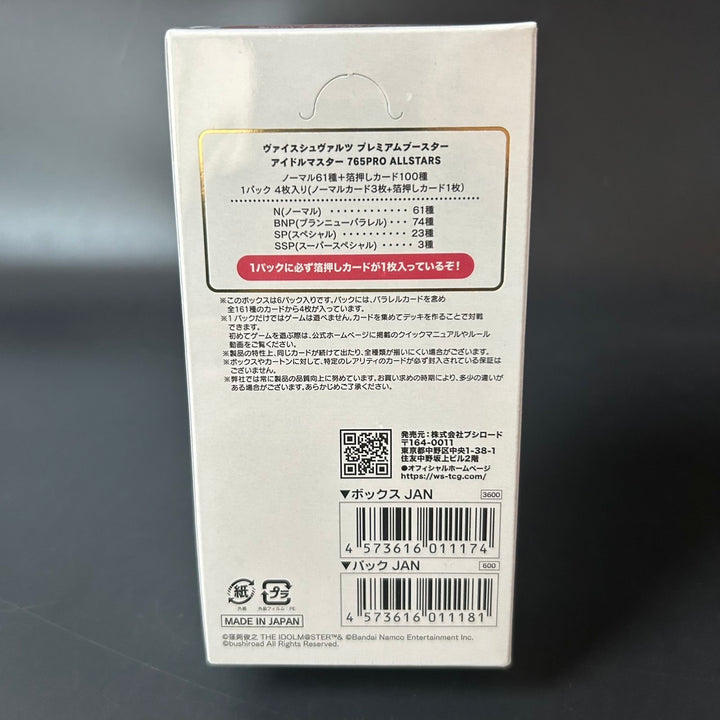 ヴァイスシュヴァルツ プレミアムブースター
アイドルマスター 765PRO ALLSTARS
ノーマル61種+箔押しカード100種
1パック 4枚入り(ノーマルカード3枚+箔押しカード1枚)
N(ノーマル) ············ 61種
BNP(ブランニューパラレル) ····· 74種
SP(スペシャル) ·········· 23種
SSP(スーパースペシャル) ······ 3種
1パックに必ず箔押しカードが1枚入っているぞ!
※このボックスは6パック入りです。パックには、パラレルカードを含め
全161種のカードから4枚が入っています。
※1パックだけではゲームは遊べません。カードを集めてデッキを作ることで対戦
できます。
初めてゲームを遊ぶ際は、公式ホームページに掲載のクイックマニュアルやルール
動画をご覧ください。
※製品の特性上、同じカードが続けて出たり、全種類が揃いにくい場合がございます。
※ボックスやカートンに対して、特定のレアリティのカードが必ず封入されている保証は
ございません。
※弊社では常に製品の品質向上に努めています。お買い求めの時期により、多少の違いが
ある場合がございます。あらかじめご了承ください。
発売元:株式会社ブシロード
〒164-0011
東京都中野区中央1-38-1
住友中野坂上ビル2階
●オフィシャルホームページ
https://ws-tcg.com/
▼ボックス JAN 3600
4 573616 011174
▼パック JAN 600
4 573616 011181
紙 プラ
外箱 外装フィルム:PE
MADE IN JAPAN
©窪岡俊之 THE IDOLM@STER™& ©Bandai Namco Entertainment Inc.
©bushiroad All Rights Reserved.